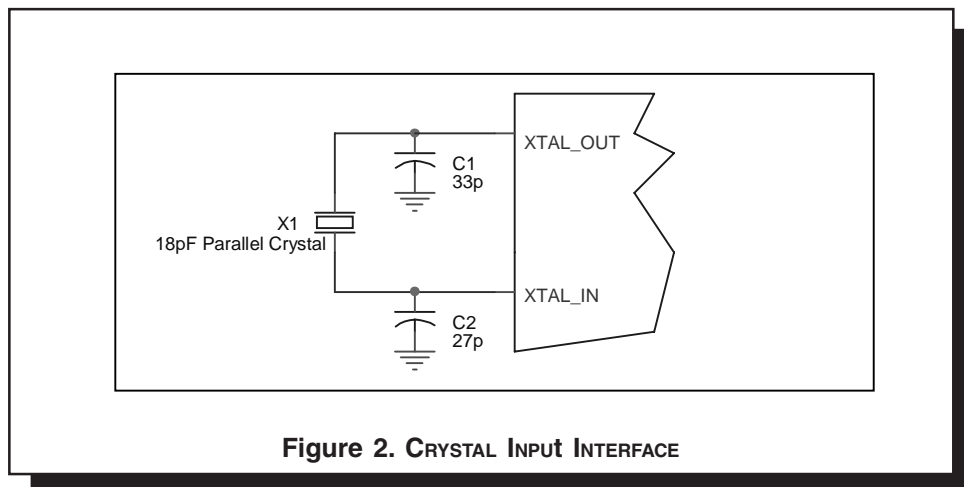 XTAL_OUT
C1
33p
X1
18pF Parallel Crystal
XTAL_IN
C2
27p
Figure 2. CRYSTAL INPUt INTERFACE